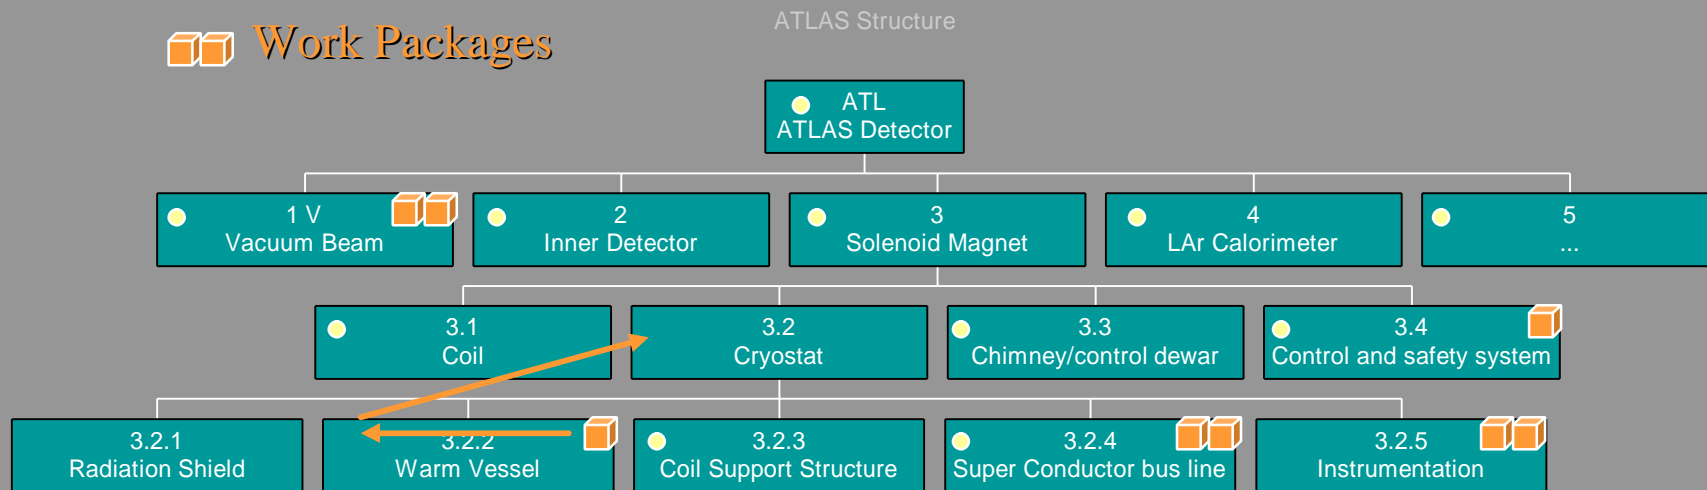 ATLAS Structure
Work Packages
ATL
ATLAS Detector
1 V
Vacuum Beam
2
Inner Detector
3
Solenoid Magnet
4
LAr Calorimeter
5
...
3.1
Coil
3.2
Cryostat
3.3
Chimney/control dewar
3.4
Control and safety system
3.2.1
Radiation Shield
3.2.2
Warm Vessel
3.2.3
Coil Support Structure
3.2.4
Super Conductor bus line
3.2.5
Instrumentation